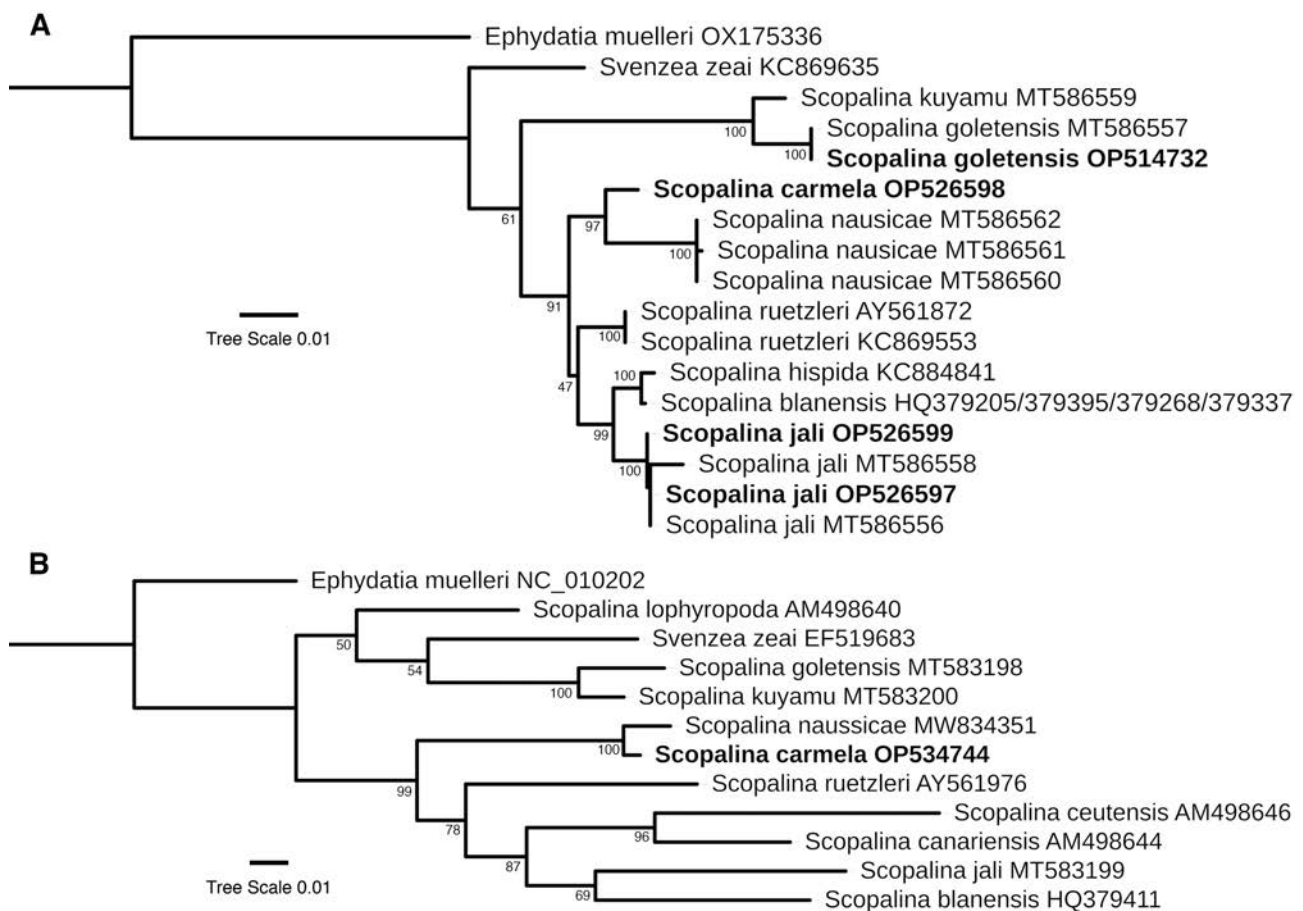 A
Ephydatia muelleri OX175336
Svenzea zeai KC869635
Scopalina kuyamu MT586559
100
Scopalina goletensis MT586557
100
Scopalina goletensis OP514732
Scopalina carmela OP526598
61
97
Scopalina nausicae MT586562
100
Scopalina nausicae MT586561
Scopalina nausicae MT586560
91
Scopalina ruetzleri AY561872
Tree Scale 0.01
100
Scopalina ruetzleri KC869553
100
Scopalina hispida KC884841
47
Scopalina blanensis HQ379205/379395/379268/379337
99
Scopalina jali OP526599
100
Scopalina jali MT586558
Scopalina jali OP526597
Scopalina jali MT586556
B
Ephydatia muelleri NC_010202
Scopalina lophyropoda AM498640
50
Svenzea zeai EF519683
54
Scopalina goletensis MT583198
100
Scopalina kuyamu MT583200
Scopalina naussicae MW834351
100
Scopalina carmela OP534744
99
Scopalina ruetzleri AY561976
78
Scopalina ceutensis AM498646
96
Scopalina canariensis AM498644
87
Scopalina jali MT583199
Tree Scale 0.01
69
Scopalina blanensis HQ379411